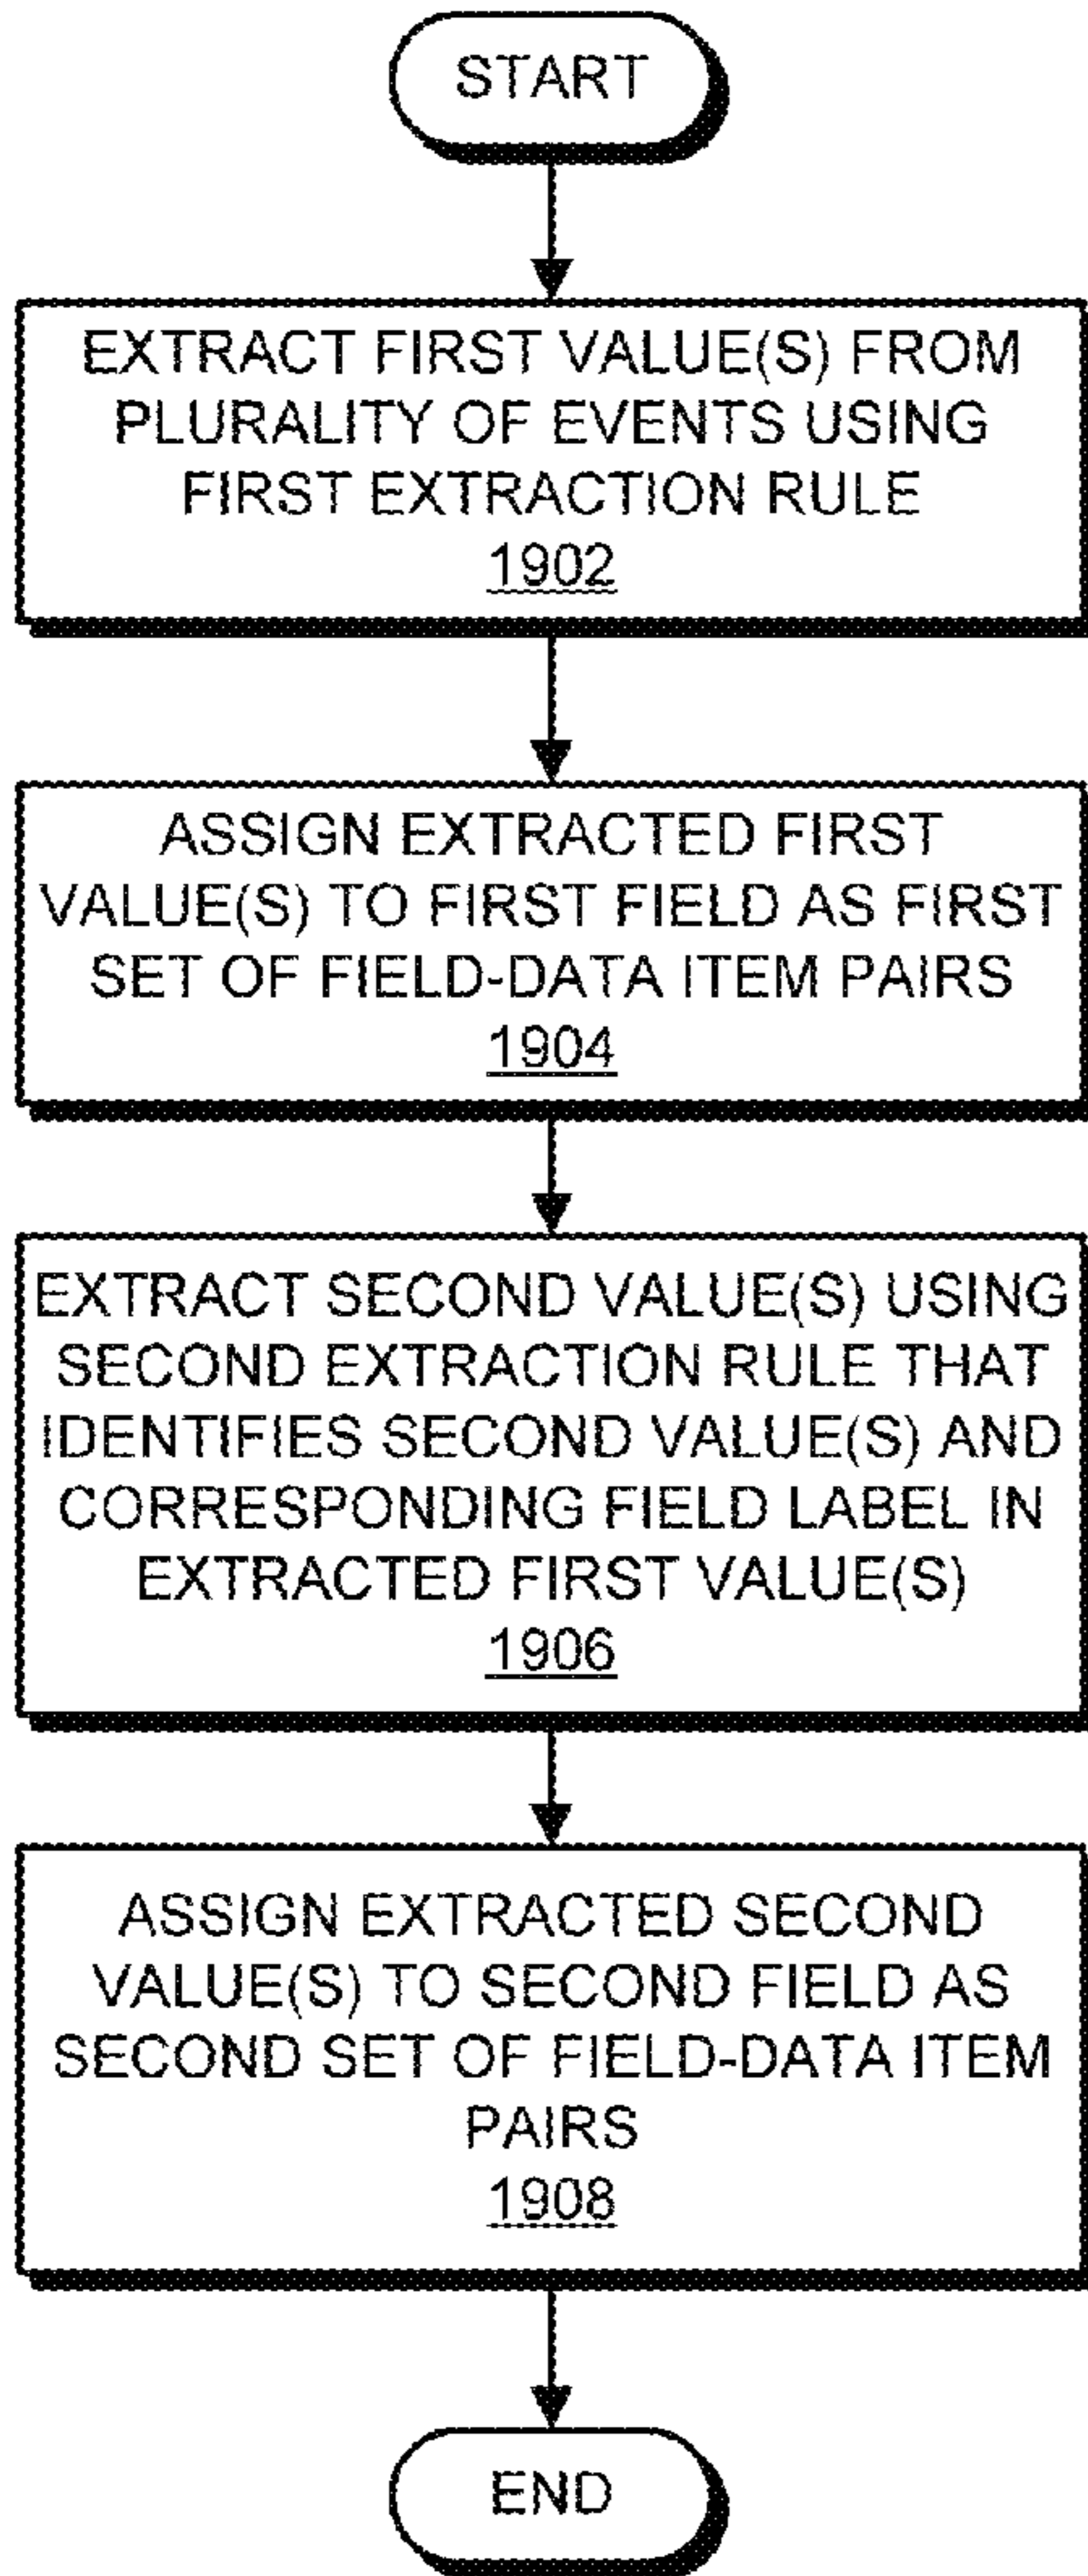 START
EXTRACT FIRST VALUE(S) FROM
PLURALITY OF EVENTS USING
FIRST EXTRACTION RULE
1902
ASSIGN EXTRACTED FIRST
VALUE(S) TO FIRST FIELD AS FIRST
SET OF FIELD-DATA ITEM PAIRS
1904
EXTRACT SECOND VALUE(S) USING
SECOND EXTRACTION RULE THAT
IDENTIFIES SECOND VALUE(S) AND
CORRESPONDING FIELD LABEL IN
EXTRACTED FIRST VALUE(S)
1906
ASSIGN EXTRACTED SECOND
VALUE(S) TO SECOND FIELD AS
SECOND SET OF FIELD-DATA ITEM
PAIRS
1908
END